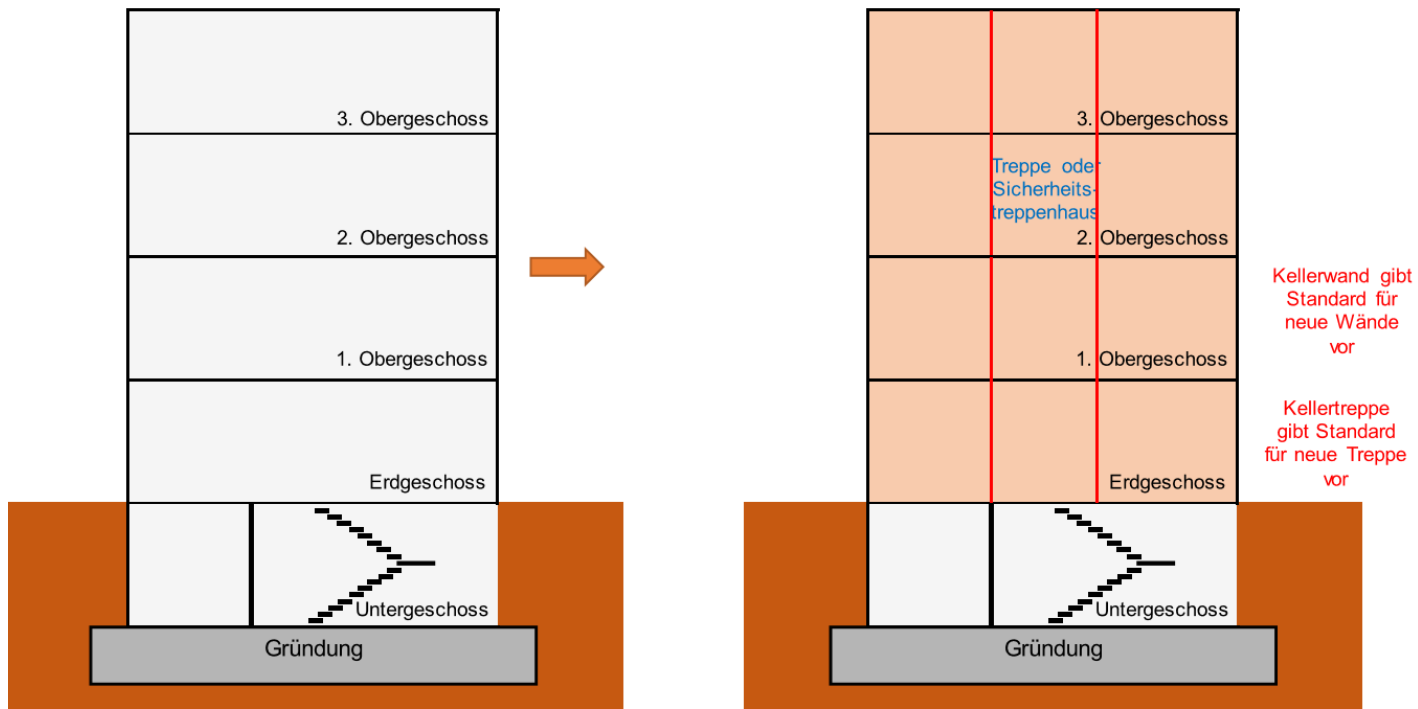 3. Obergeschoss
2. Obergeschoss
1. Obergeschoss
Erdgeschoss
Untergeschoss
Gründung
3. Obergeschoss
Treppe oder
Sicherheits-
treppenhaus
2. Obergeschoss
1. Obergeschoss
Erdgeschoss
Untergeschoss
Gründung
Kellerwand gibt
Standard für
neue Wände
vor
Kellertreppe
gibt Standard
für neue Treppe
vor